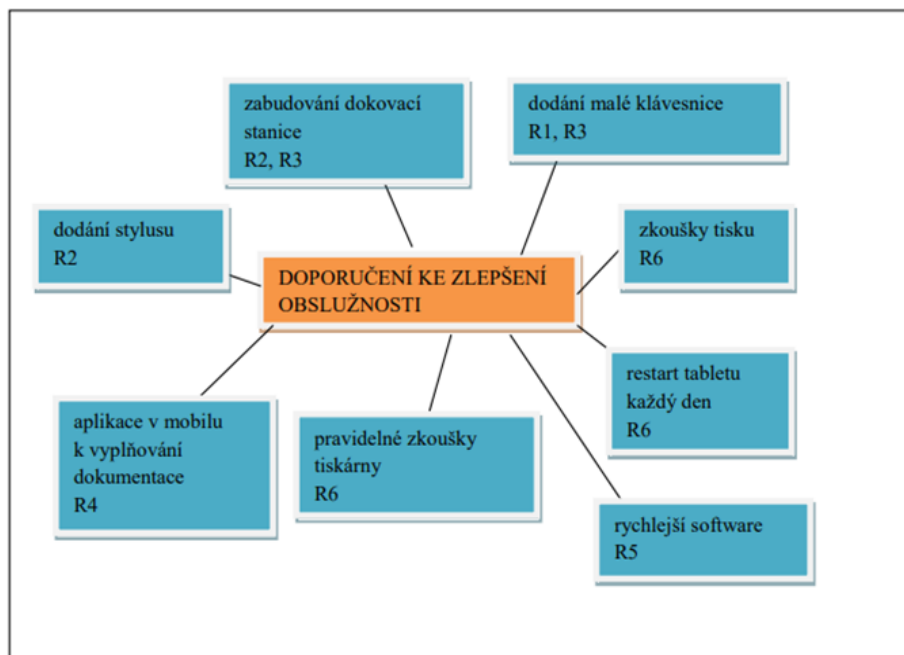 zabudování dokovací
stanice
R2, R3
dodání malé klávesnice
R1, R3
dodání stylusu
R2
zkoušky tisku
R6
DOPORUČENÍ KE ZLEPŠENÍ
OBSLUŽNOSTI
restart tabletu
každý den
R6
aplikace v mobilu
k vyplňování
dokumentace
R4
pravidelné zkoušky
tiskárny
R6
rychlejší software
R5